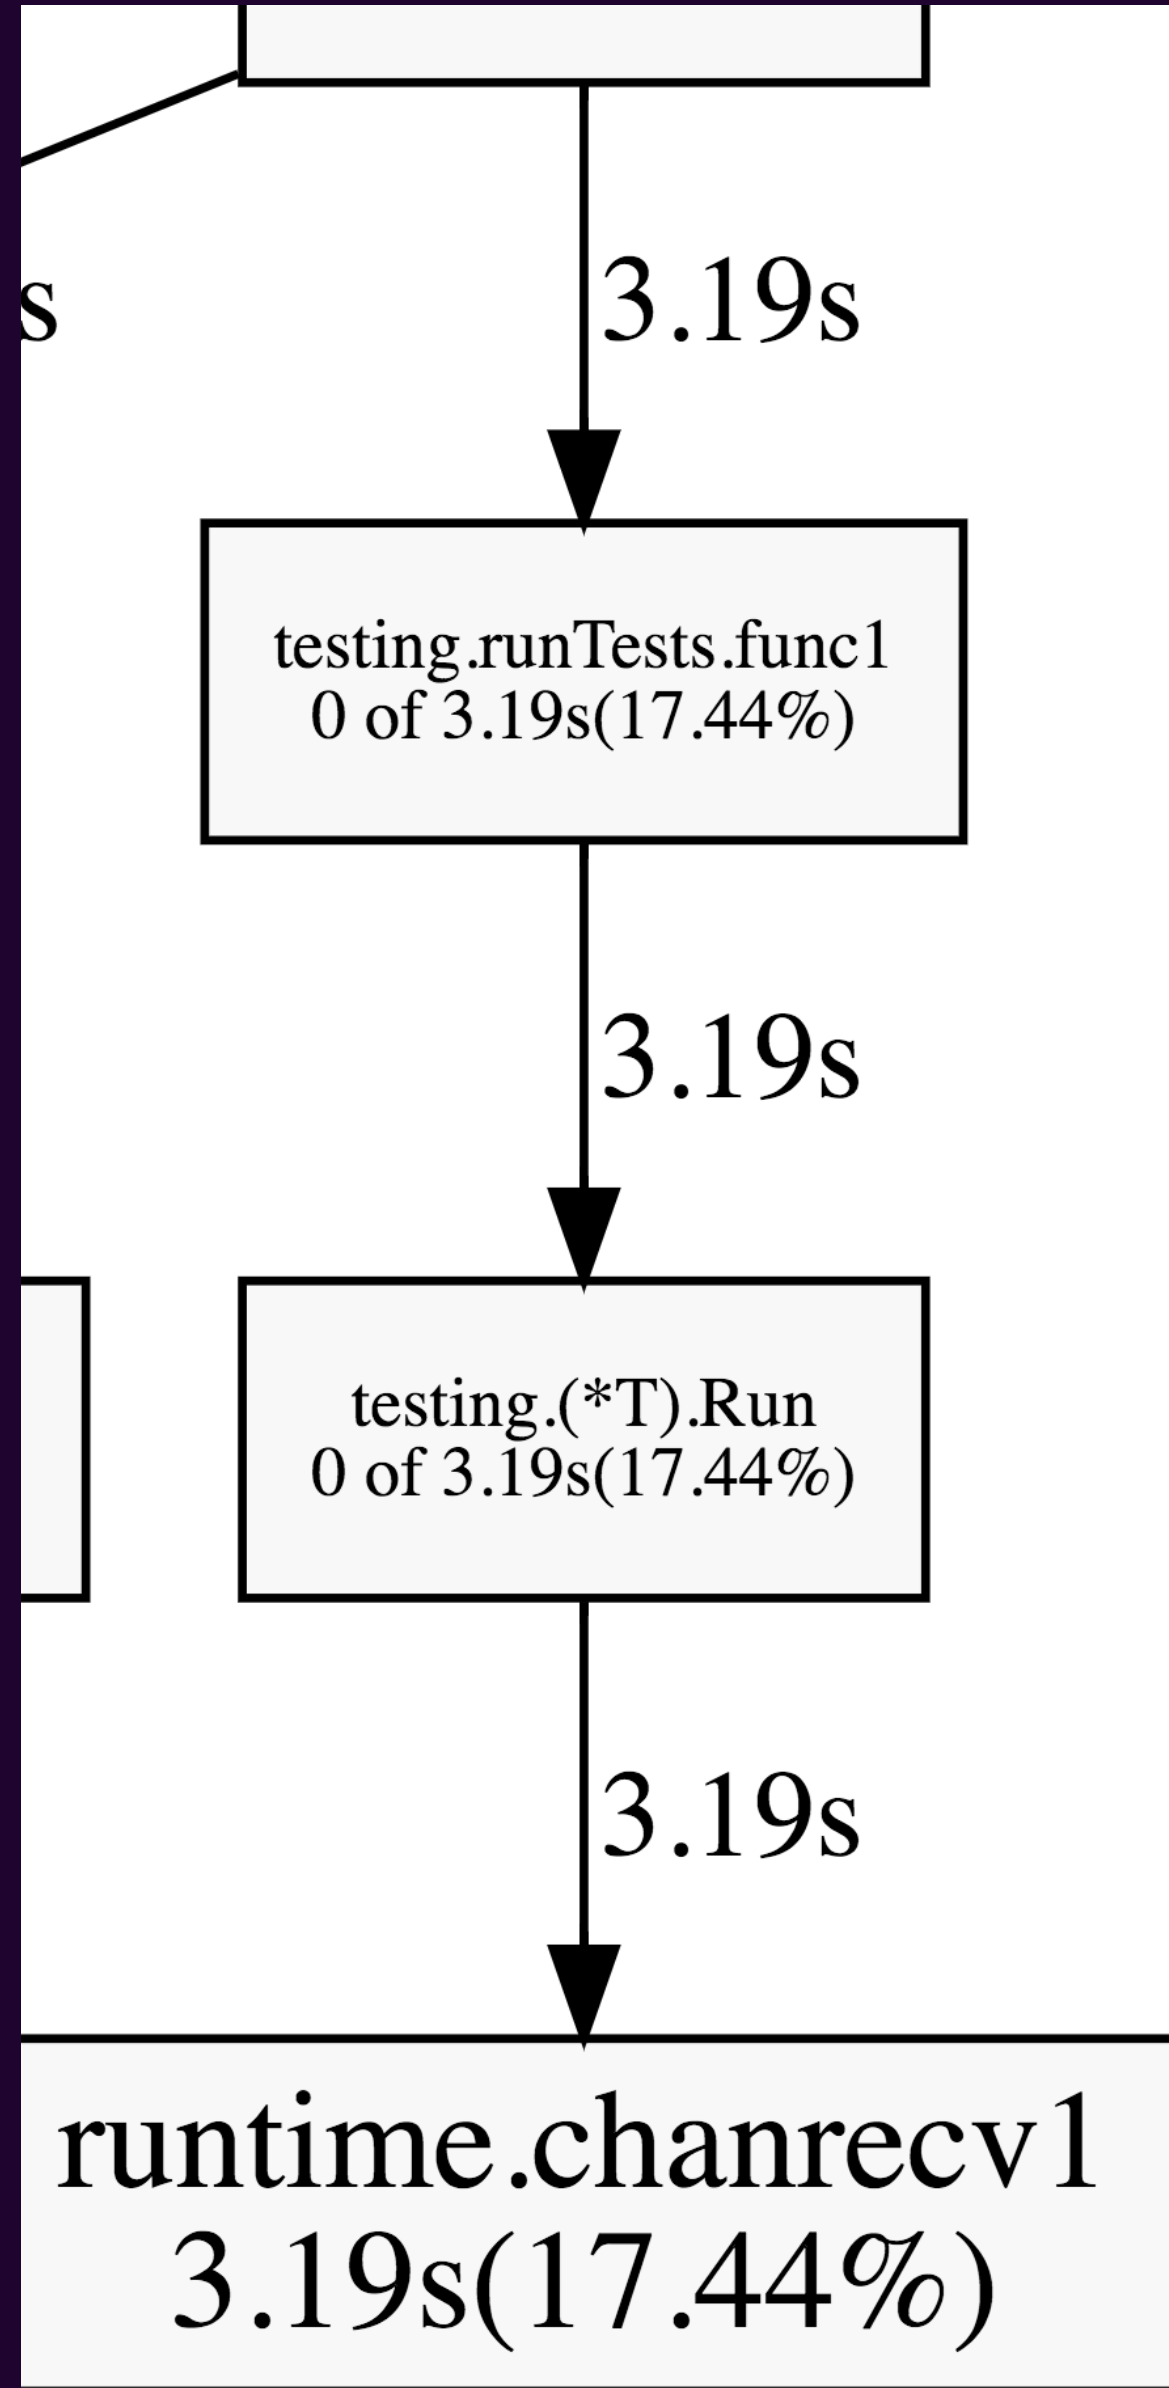 s
3.19s
testing.runTests.func1
0 of 3.19s(17.44%)
3.19s
testing.(*T).Run
0 of 3.19s(17.44%)
3.19s
runtime.chanrecv1
3.19s(17.44%)